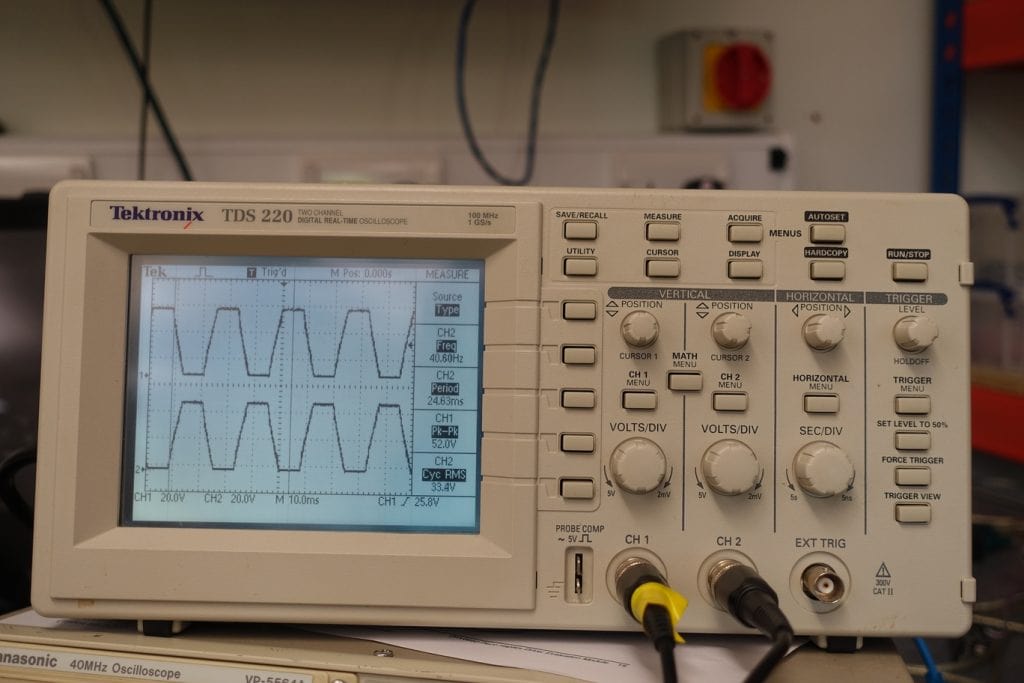 Tektronix TDS 220 TWO CHANNEL DIGITAL REAL-TIME OSCILLOSCOPE
100 MHz
1 GS/s
Tek T Trig'd M Pos: 0.000s MEASURE
Source
Type
CH2
Freq
40.60Hz
CH2
Period
24.63ms
CH1
Pk-Pk
52.0V
CH2
Cyc RMS
33.4V
1
2
CH1 20.0V CH2 20.0V M 10.0ms CH1 25.8V
SAVE/RECALL MEASURE ACQUIRE AUTOSET
MENUS
UTILITY CURSOR DISPLAY HARDCOPY RUN/STOP
VERTICAL HORIZONTAL TRIGGER
POSITION POSITION POSITION LEVEL
CURSOR 1 CURSOR 2 HOLDOFF
MATH
MENU
CH 1
MENU
CH 2
MENU
HORIZONTAL
MENU
TRIGGER
MENU
SET LEVEL TO 50%
VOLTS/DIV VOLTS/DIV SEC/DIV
FORCE TRIGGER
5V 2mV 5V 2mV 5s 5ns
TRIGGER VIEW
PROBE COMP
~ 5V
CH 1 CH 2 EXT TRIG
300V
CAT II
anasonic 40MHz Oscilloscope